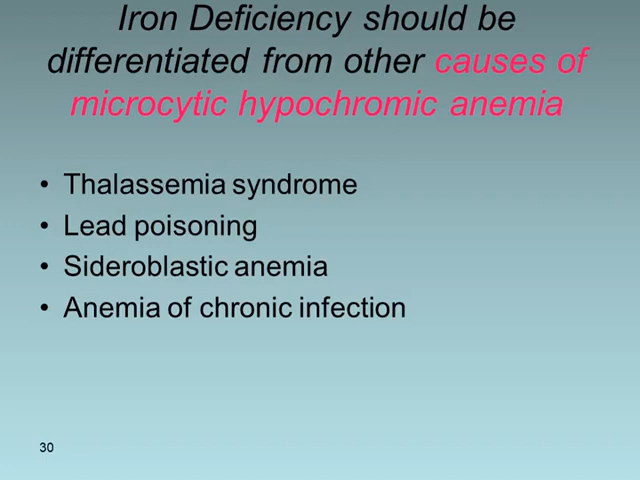 Iron Deficiency should be
differentiated from other causes of
microcytic hypochromic anemia
• Thalassemia syndrome
• Lead poisoning
• Sideroblastic anemia
• Anemia of chronic infection
30